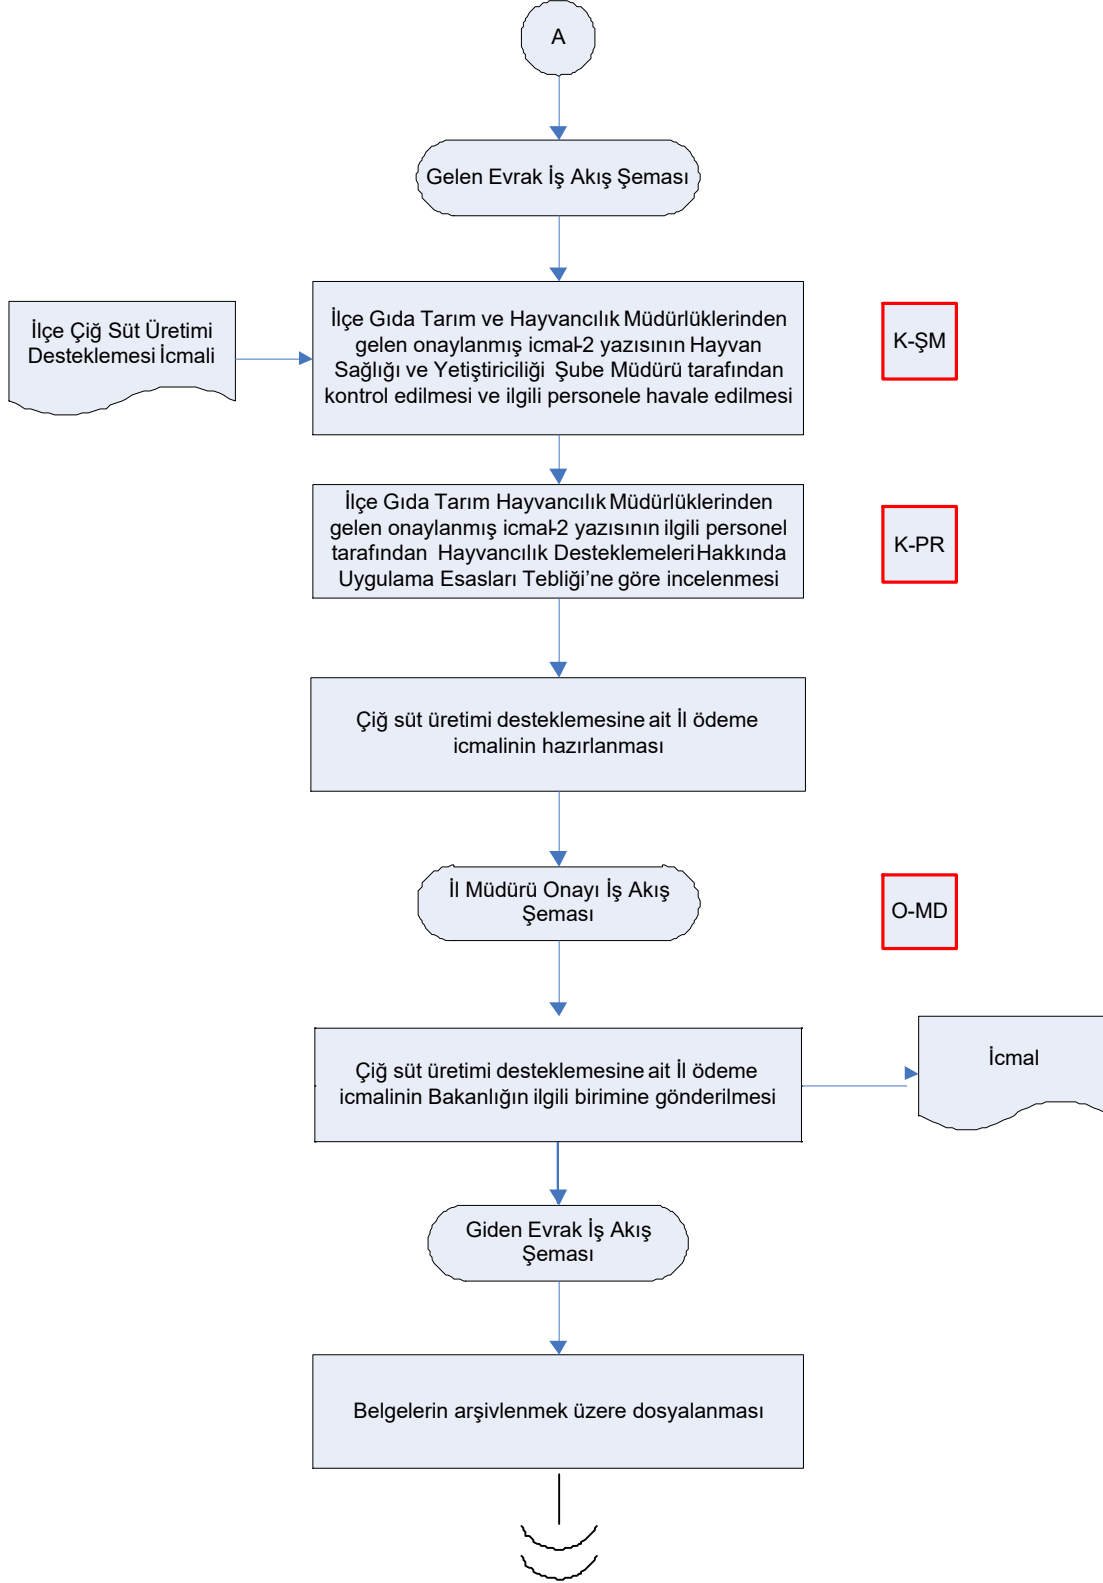 A
Gelen Evrak İş Akış Şeması
İlçe Çiğ Süt Üretimi
Desteklemesi İcmali
İlçe Gıda Tarım ve Hayvancılık Müdürlüklerinden
gelen onaylanmış icmal-2 yazısının Hayvan
Sağlığı ve Yetiştiriciliği Şube Müdürü tarafından
kontrol edilmesi ve ilgili personele havale edilmesi
K-ŞM
İlçe Gıda Tarım Hayvancılık Müdürlüklerinden
gelen onaylanmış icmal-2 yazısının ilgili personel
tarafından Hayvancılık Desteklemeleri Hakkında
Uygulama Esasları Tebliği’ne göre incelenmesi
K-PR
Çiğ süt üretimi desteklemesine ait İl ödeme
icmalinin hazırlanması
İl Müdürü Onayı İş Akış
Şeması
O-MD
Çiğ süt üretimi desteklemesine ait İl ödeme
icmalinin Bakanlığın ilgili birimine gönderilmesi
İcmal
Giden Evrak İş Akış
Şeması
Belgelerin arşivlenmek üzere dosyalanması